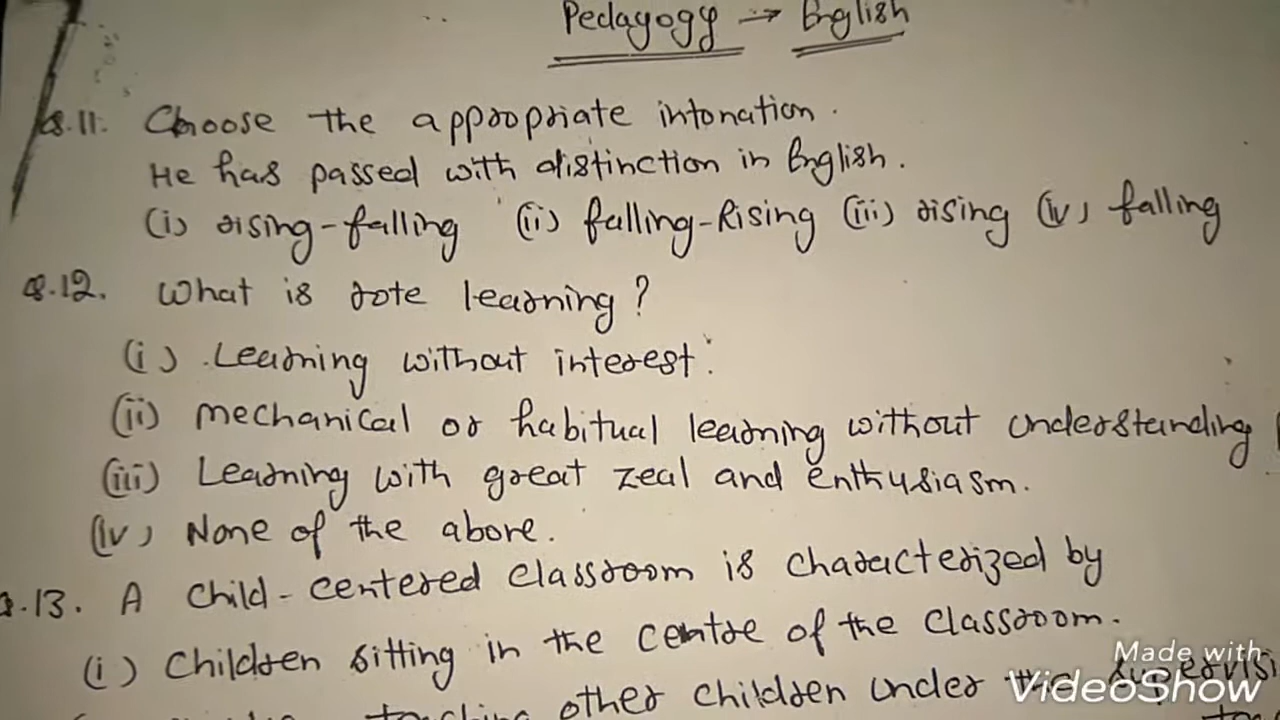 Pedagogy → English
Q.11. Choose the appropriate intonation.
He has passed with distinction in English.
(i) rising-falling (ii) falling-Rising (iii) rising (iv) falling
Q.12. What is rote learning?
(i) Learning without interest.
(ii) mechanical or habitual learning without understanding
(iii) Learning with great zeal and enthusiasm.
(iv) None of the above.
Q.13. A child-centered classroom is characterized by
(i) Children sitting in the centre of the classroom.
other children under the
Made with
VideoShow